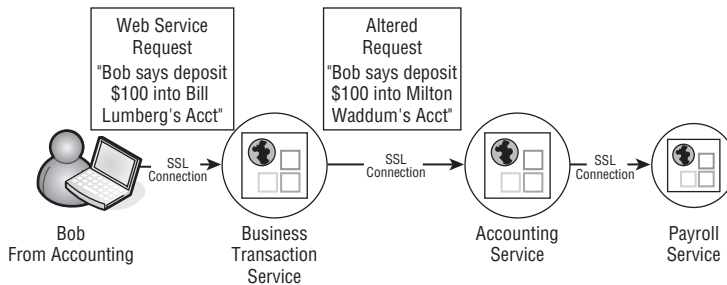 Web Service
Request
"Bob says deposit
$100 into Bill
Lumberg's Acct"
Altered
Request
"Bob says deposit
$100 into Milton
Waddum's Acct"
SSL
Connection
SSL
Connection
SSL
Connection
Bob
From Accounting
Business
Transaction
Service
Accounting
Service
Payroll
Service